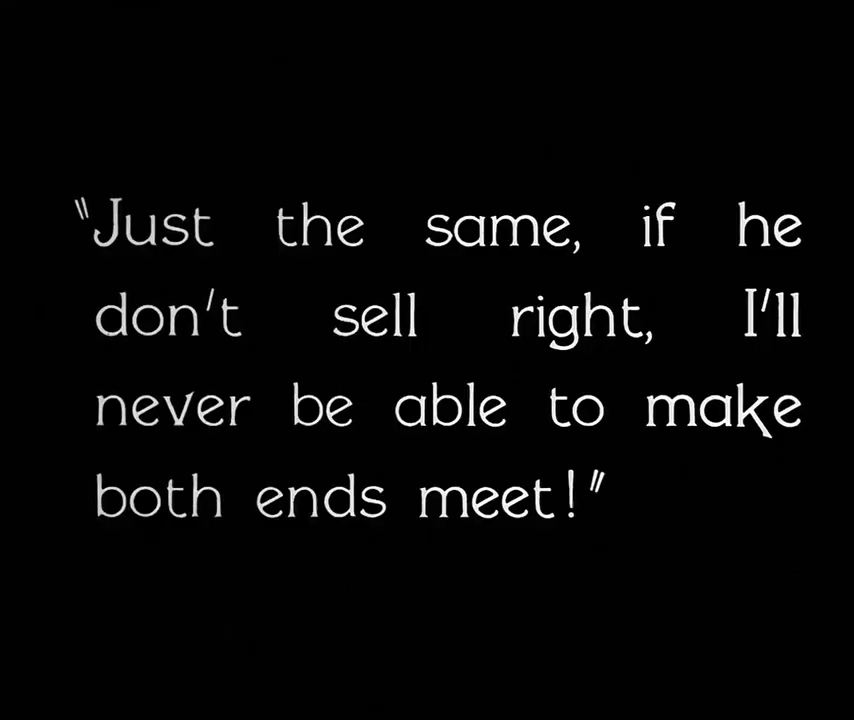 "Just the same, if he
don't sell right, I'll
never be able to make
both ends meet!"